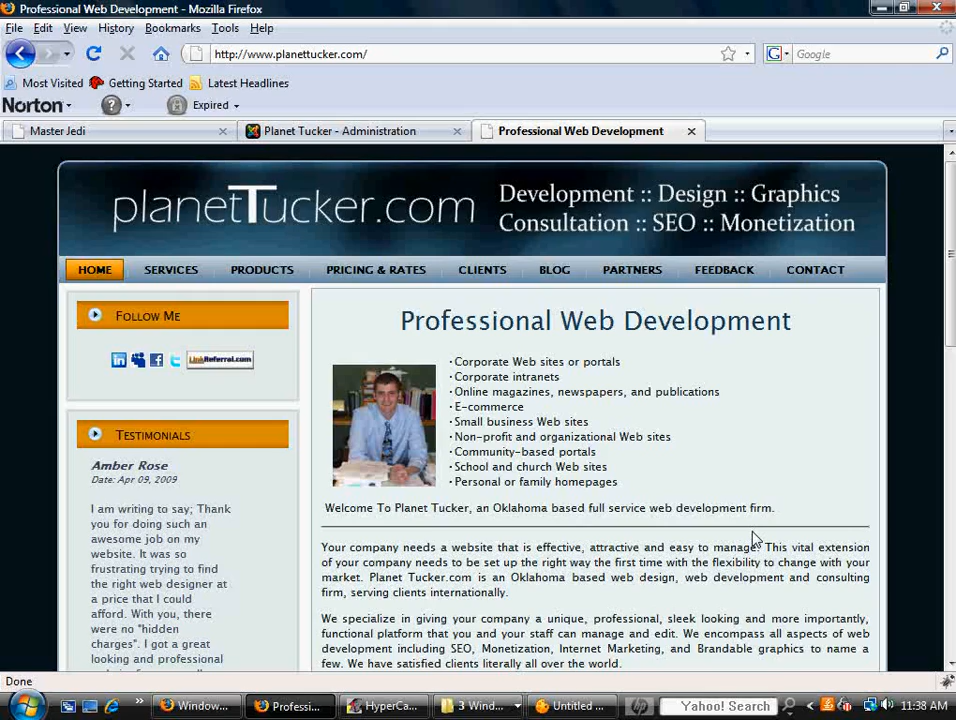 Professional Web Development - Mozilla Firefox
File Edit View History Bookmarks Tools Help
http://www.planettucker.com/
G Google
Most Visited Getting Started Latest Headlines
Norton Expired
Master Jedi Planet Tucker - Administration Professional Web Development
planetTucker.com
Development :: Design :: Graphics
Consultation :: SEO :: Monetization
HOME SERVICES PRODUCTS PRICING & RATES CLIENTS BLOG PARTNERS FEEDBACK CONTACT
Follow Me
LinkReferral.com
Testimonials
Amber Rose
Date: Apr 09, 2009
I am writing to say; Thank
you for doing such an
awesome job on my
website. It was so
frustrating trying to find
the right web designer at
a price that I could
afford. With you, there
were no "hidden
charges". I got a great
looking and professional
Professional Web Development
· Corporate Web sites or portals
· Corporate intranets
· Online magazines, newspapers, and publications
· E-commerce
· Small business Web sites
· Non-profit and organizational Web sites
· Community-based portals
· School and church Web sites
· Personal or family homepages
Welcome To Planet Tucker, an Oklahoma based full service web development firm.
Your company needs a website that is effective, attractive and easy to manage. This vital extension
of your company needs to be set up the right way the first time with the flexibility to change with your
market. Planet Tucker.com is an Oklahoma based web design, web development and consulting
firm, serving clients internationally.
We specialize in giving your company a unique, professional, sleek looking and more importantly,
functional platform that you and your staff can manage and edit. We encompass all aspects of web
development including SEO, Monetization, Internet Marketing, and Brandable graphics to name a
few. We have satisfied clients literally all over the world.
Done
Window... Professi... HyperCa... 3 Wind... Untitled ... Yahoo! Search 11:38 AM